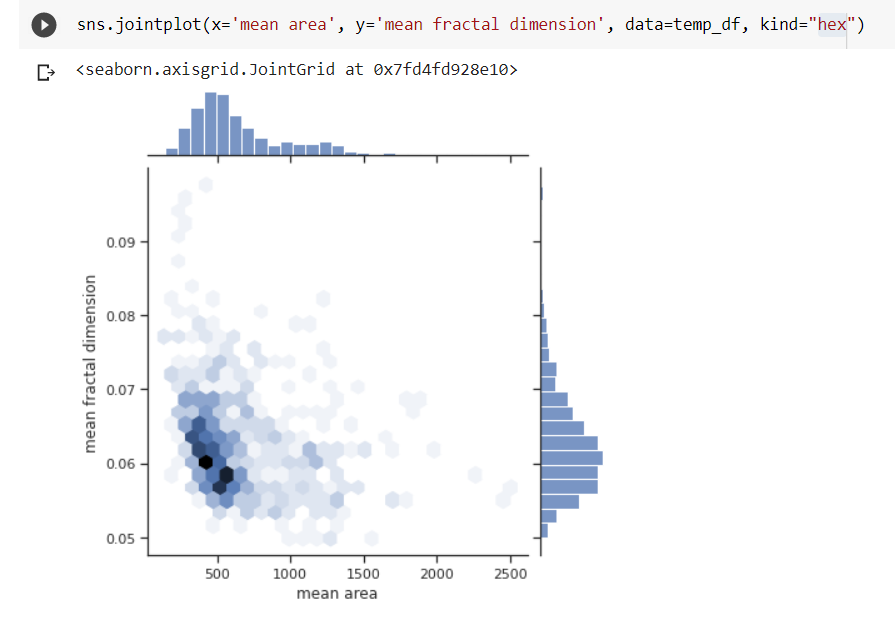 sns.jointplot(x='mean area', y='mean fractal dimension', data=temp_df, kind="hex")
<seaborn.axisgrid.JointGrid at 0x7fd4fd928e10>
0.09
0.08
0.07
0.06
0.05
mean fractal dimension
500 1000 1500 2000 2500
mean area